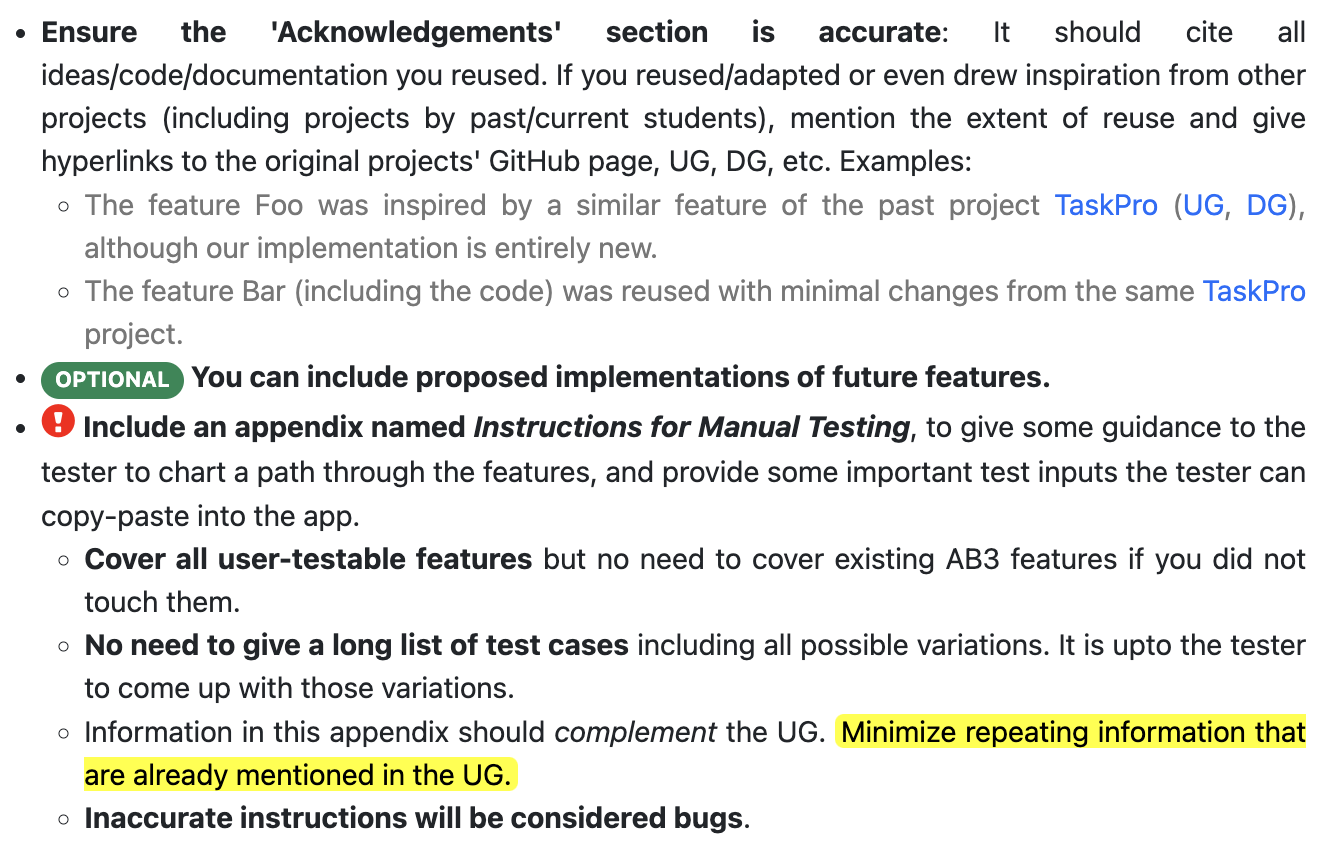 • Ensure the 'Acknowledgements' section is accurate: It should cite all
ideas/code/documentation you reused. If you reused/adapted or even drew inspiration from other
projects (including projects by past/current students), mention the extent of reuse and give
hyperlinks to the original projects' GitHub page, UG, DG, etc. Examples:
◦ The feature Foo was inspired by a similar feature of the past project TaskPro (UG, DG),
although our implementation is entirely new.
◦ The feature Bar (including the code) was reused with minimal changes from the same TaskPro
project.
• OPTIONAL You can include proposed implementations of future features.
• ! Include an appendix named Instructions for Manual Testing, to give some guidance to the
tester to chart a path through the features, and provide some important test inputs the tester can
copy-paste into the app.
◦ Cover all user-testable features but no need to cover existing AB3 features if you did not
touch them.
◦ No need to give a long list of test cases including all possible variations. It is upto the tester
to come up with those variations.
◦ Information in this appendix should complement the UG. Minimize repeating information that
are already mentioned in the UG.
◦ Inaccurate instructions will be considered bugs.